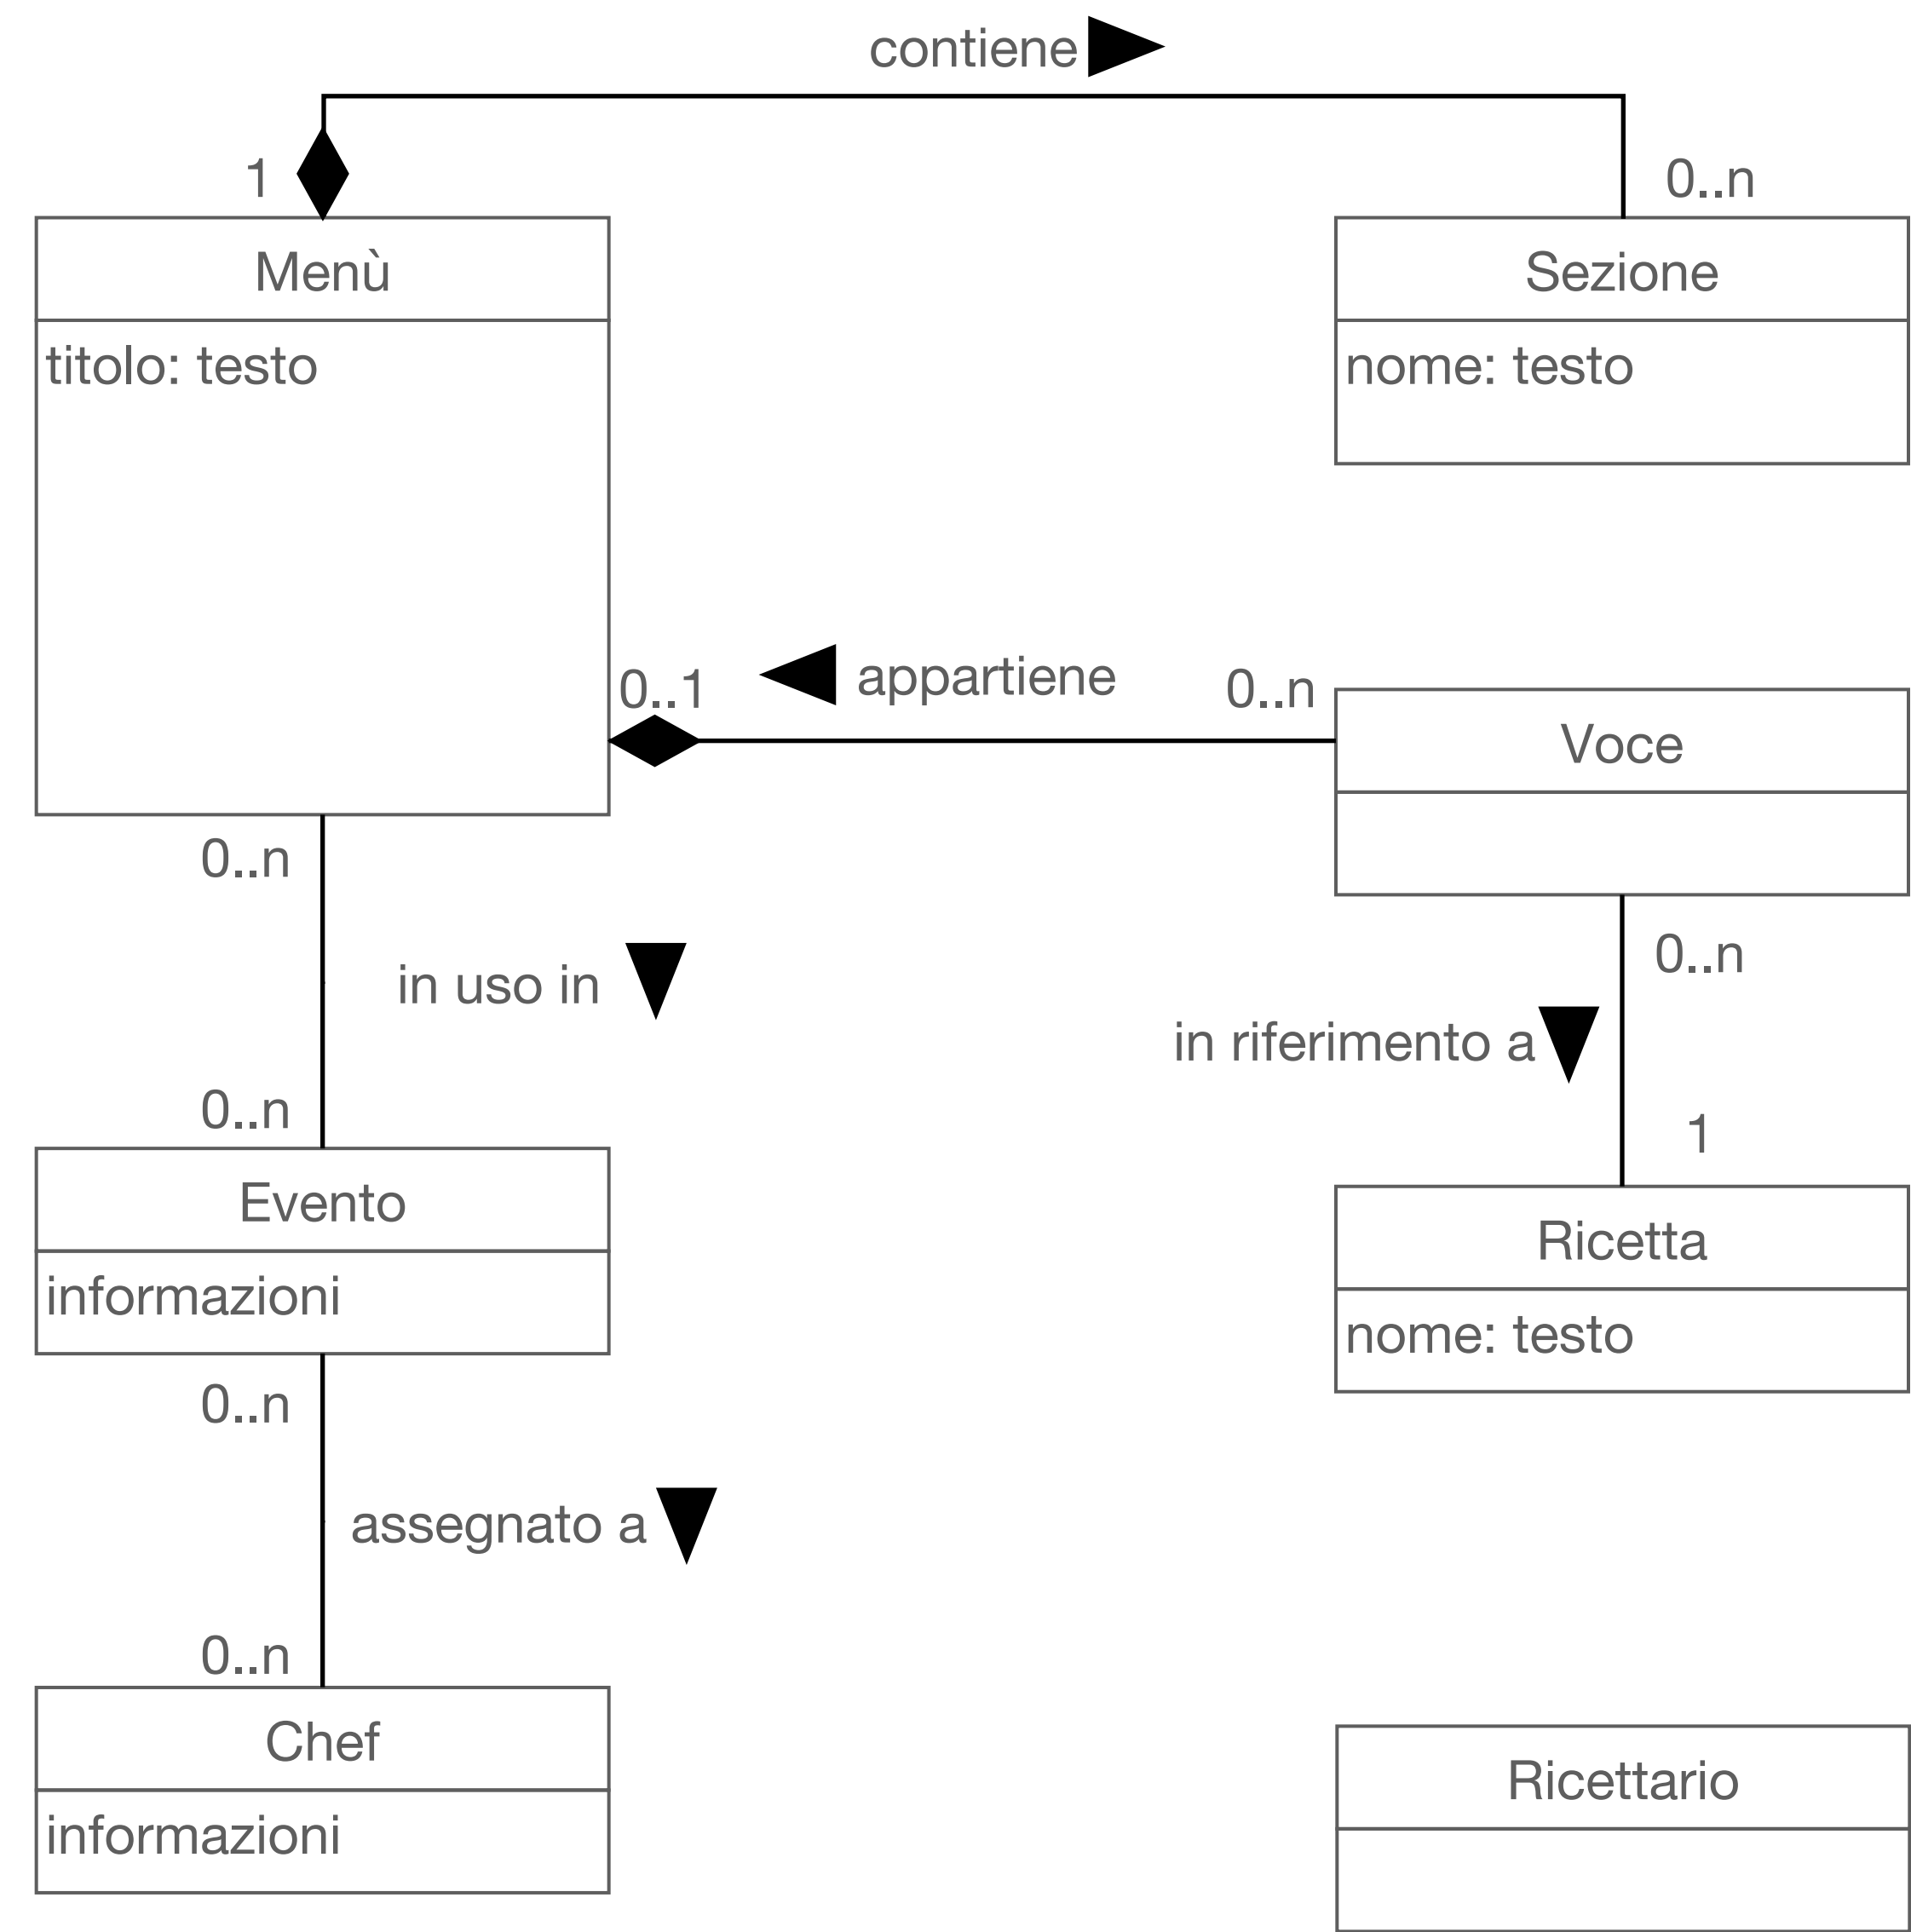 contiene
1
0..n
Menù
Sezione
titolo: testo
nome: testo
0..1
appartiene
0..n
Voce
0..n
0..n
in uso in
in riferimento a
0..n
1
Evento
Ricetta
informazioni
nome: testo
0..n
assegnato a
0..n
Chef
Ricettario
informazioni